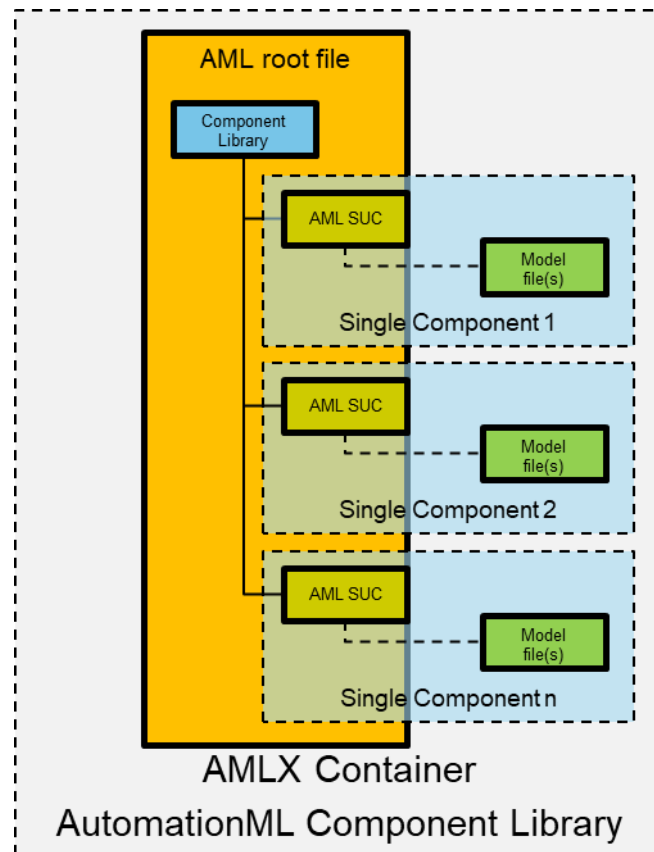 AML root file
Component
Library
AML SUC
Model
file(s)
Single Component 1
AML SUC
Model
file(s)
Single Component 2
AML SUC
Model
file(s)
Single Component n
AMLX Container
AutomationML Component Library